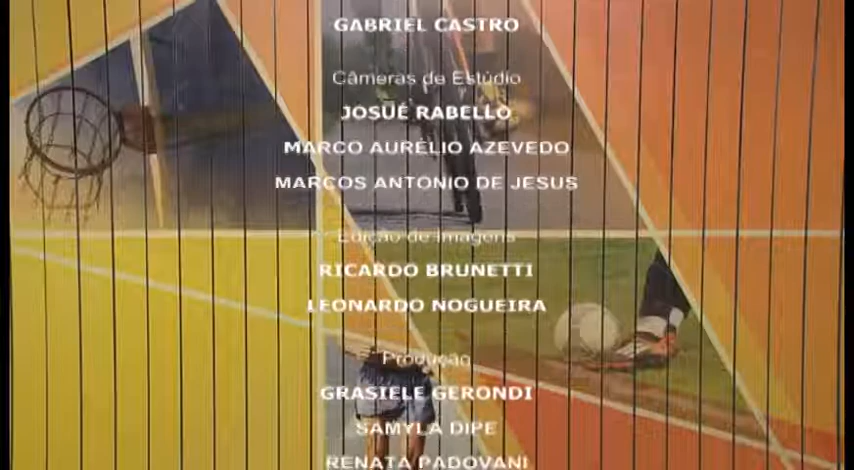 GABRIEL CASTRO
Câmeras de Estúdio
JOSUÉ RABELLO
MARCO AURÉLIO AZEVEDO
MARCOS ANTONIO DE JESUS
Edição de Imagens
RICARDO BRUNETTI
LEONARDO NOGUEIRA
Produção
GRASIELE GERONDI
SAMYLA DIPE
RENATA PADOVANI